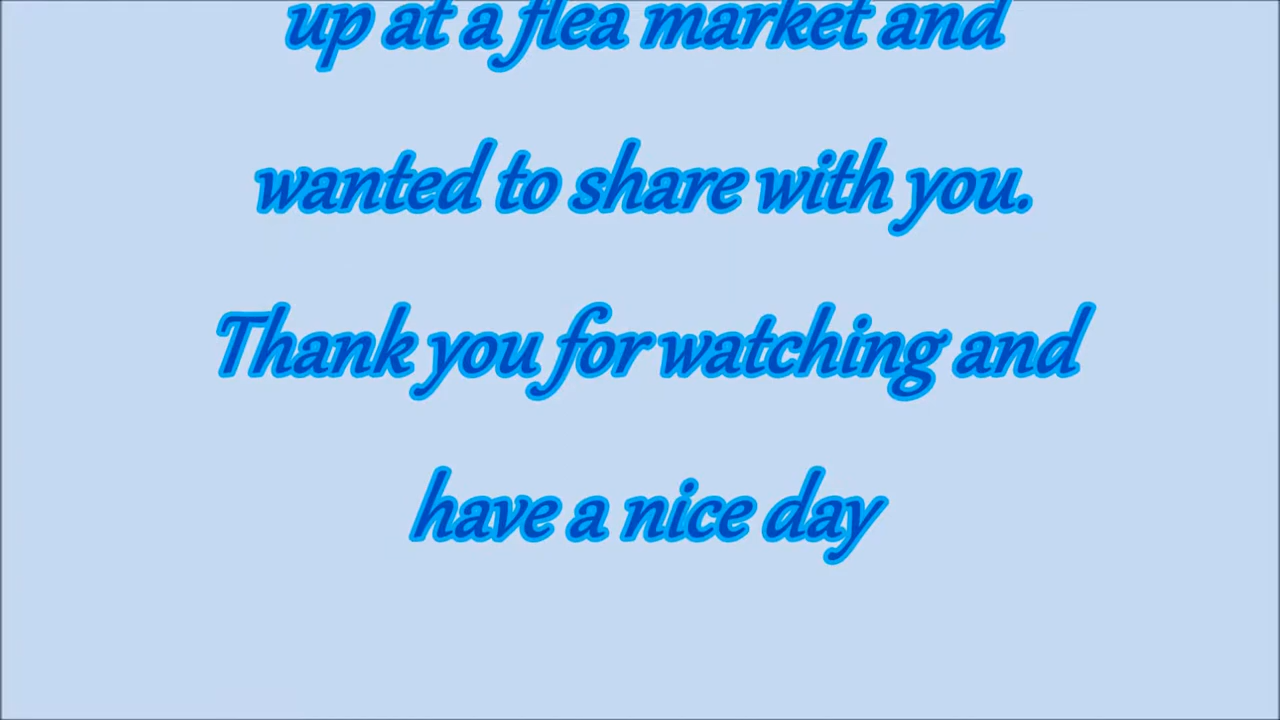 up at a flea market and
wanted to share with you.
Thank you for watching and
have a nice day